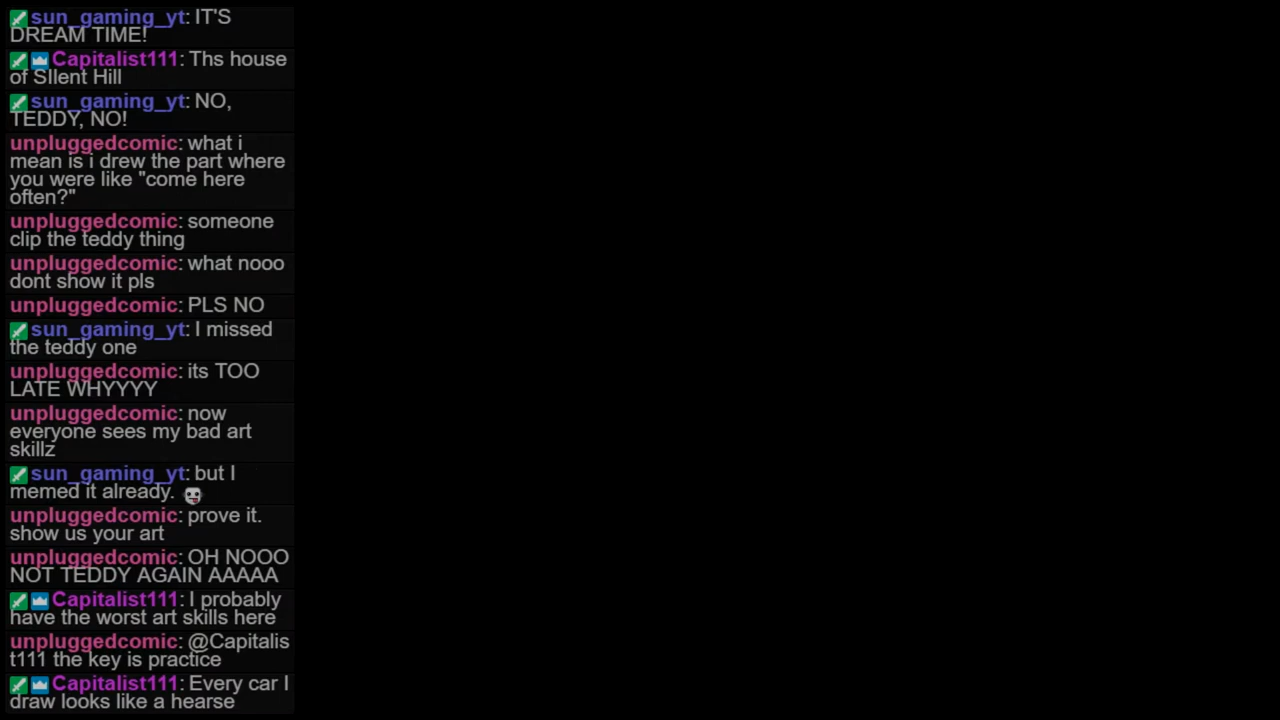 sun_gaming_yt: IT'S
DREAM TIME!
Capitalist111: Ths house
of SIlent Hill
sun_gaming_yt: NO,
TEDDY, NO!
unpluggedcomic: what i
mean is i drew the part where
you were like "come here
often?"
unpluggedcomic: someone
clip the teddy thing
unpluggedcomic: what nooo
dont show it pls
unpluggedcomic: PLS NO
sun_gaming_yt: I missed
the teddy one
unpluggedcomic: its TOO
LATE WHYYYY
unpluggedcomic: now
everyone sees my bad art
skillz
sun_gaming_yt: but I
memed it already.
unpluggedcomic: prove it.
show us your art
unpluggedcomic: OH NOOO
NOT TEDDY AGAIN AAAAA
Capitalist111: I probably
have the worst art skills here
unpluggedcomic: @Capitalis
t111 the key is practice
Capitalist111: Every car I
draw looks like a hearse